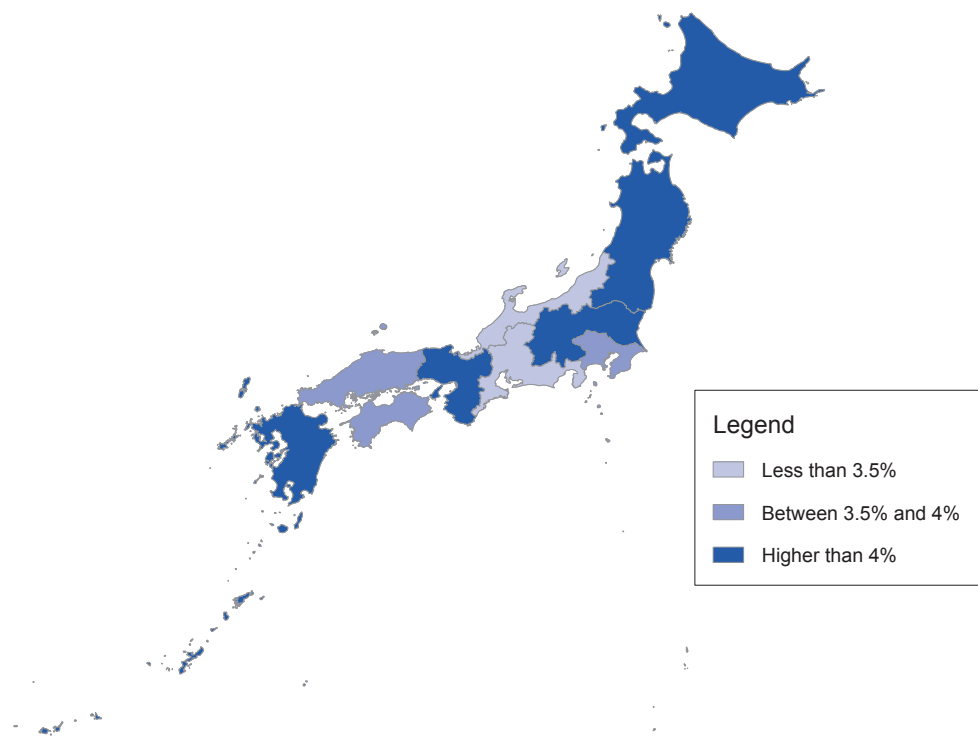 Legend
Less than 3.5%
Between 3.5% and 4%
Higher than 4%